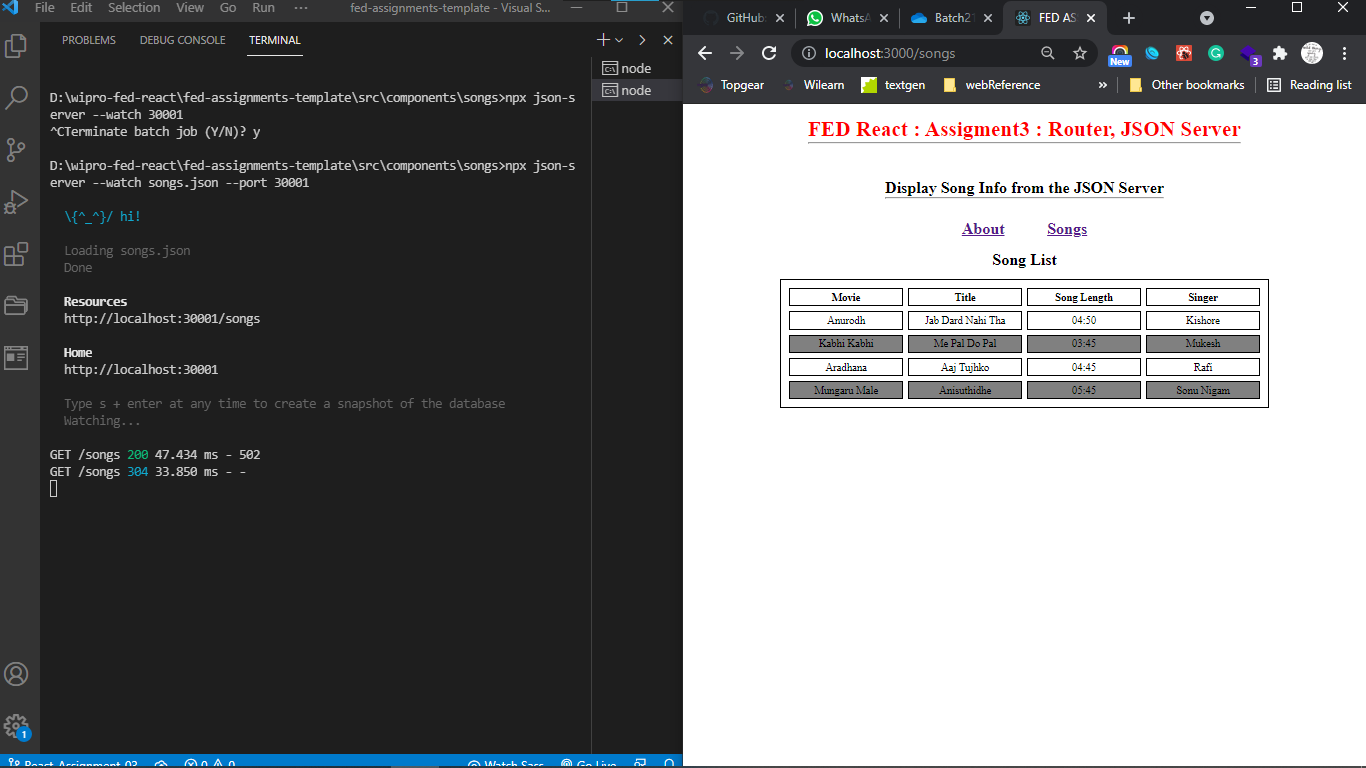 File Edit Selection View Go Run ··· fed-assignments-template - Visual S...
PROBLEMS DEBUG CONSOLE TERMINAL
node
node
D:\wipro-fed-react\fed-assignments-template\src\components\songs>npx json-s
erver --watch 30001
^CTerminate batch job (Y/N)? y
D:\wipro-fed-react\fed-assignments-template\src\components\songs>npx json-s
erver --watch songs.json --port 30001
\{^_^}/ hi!
Loading songs.json
Done
Resources
http://localhost:30001/songs
Home
http://localhost:30001
Type s + enter at any time to create a snapshot of the database
Watching...
GET /songs 200 47.434 ms - 502
GET /songs 304 33.850 ms - -
1
React-Assignment-03 0 0 Watch Sass Go Live
GitHub: WhatsA Batch21 FED AS
localhost:3000/songs
New 3
Topgear Wilearn textgen webReference » Other bookmarks Reading list
FED React : Assigment3 : Router, JSON Server
Display Song Info from the JSON Server
About Songs
Song List
Movie Title Song Length Singer
Anurodh Jab Dard Nahi Tha 04:50 Kishore
Kabhi Kabhi Me Pal Do Pal 03:45 Mukesh
Aradhana Aaj Tujhko 04:45 Rafi
Mungaru Male Anisuthidhe 05:45 Sonu Nigam